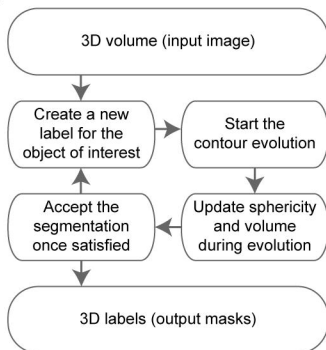 3D volume (input image)
Create a new
label for the
object of interest
Start the
contour evolution
Update sphericity
and volume
during evolution
Accept the
segmentation
once satisfied
3D labels (output masks)